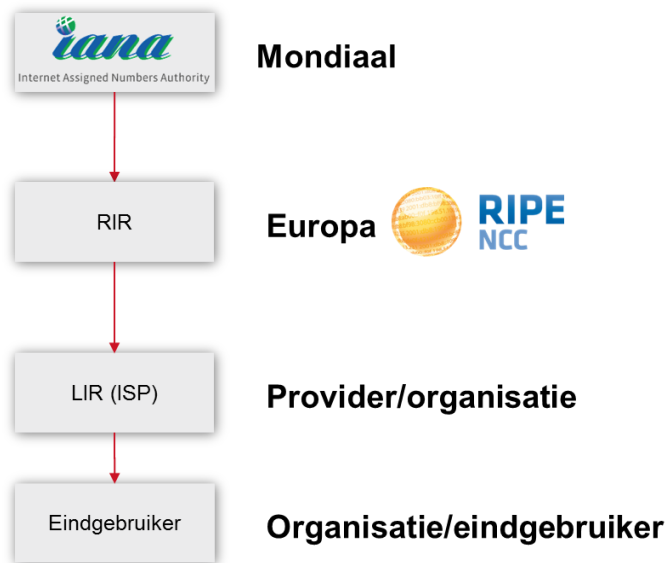 iana
Internet Assigned Numbers Authority
Mondiaal
RIR
Europa
RIPE
NCC
LIR (ISP)
Provider/organisatie
Eindgebruiker
Organisatie/eindgebruiker